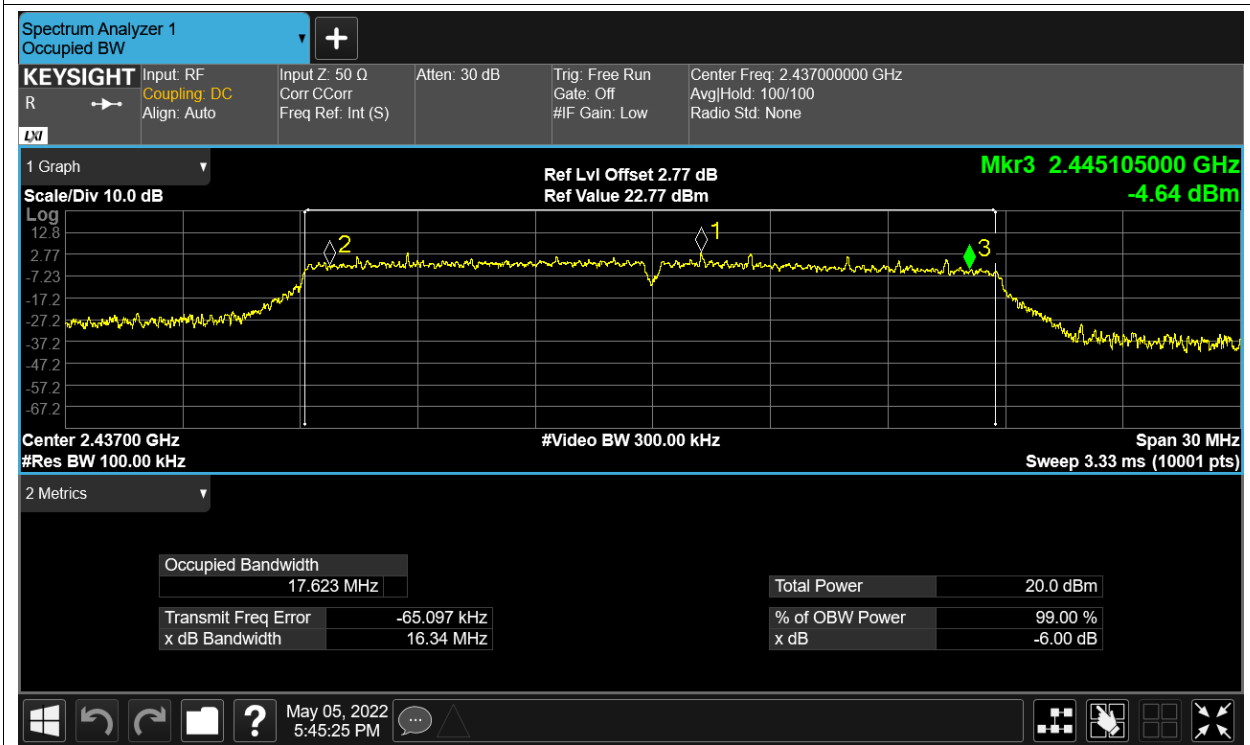 Spectrum Analyzer 1
Occupied BW
KEYSIGHT
R
LXI
Input: RF
Coupling: DC
Align: Auto
Input Z: 50 Ω
Corr CCorr
Freq Ref: Int (S)
Atten: 30 dB
Trig: Free Run
Gate: Off
#IF Gain: Low
Center Freq: 2.437000000 GHz
Avg|Hold: 100/100
Radio Std: None
1 Graph
Scale/Div 10.0 dB
Ref Lvl Offset 2.77 dB
Ref Value 22.77 dBm
Mkr3 2.445105000 GHz
-4.64 dBm
Log
12.8
2.77
-7.23
-17.2
-27.2
-37.2
-47.2
-57.2
-67.2
2
1
3
Center 2.43700 GHz
#Video BW 300.00 kHz
Span 30 MHz
#Res BW 100.00 kHz
Sweep 3.33 ms (10001 pts)
2 Metrics
Occupied Bandwidth
17.623 MHz
Total Power 20.0 dBm
Transmit Freq Error -65.097 kHz
% of OBW Power 99.00 %
x dB Bandwidth 16.34 MHz
x dB -6.00 dB
May 05, 2022
5:45:25 PM